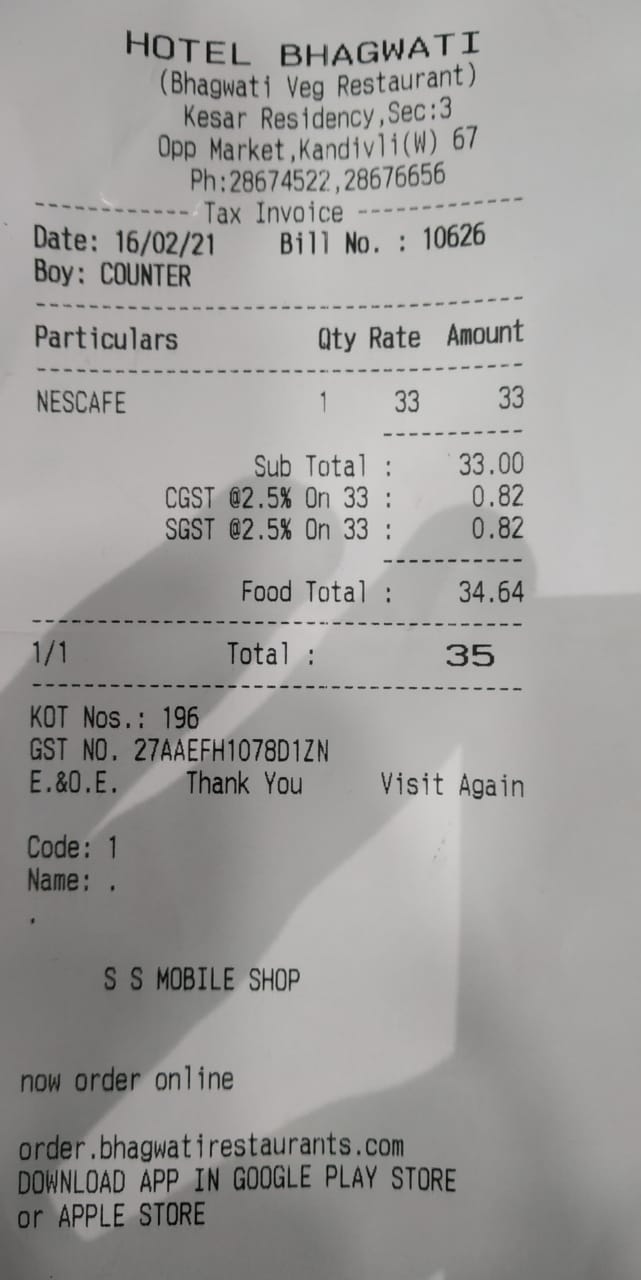 HOTEL BHAGWATI
(Bhagwati Veg Restaurant)
Kesar Residency,Sec:3
Opp Market,Kandivli(W) 67
Ph:28674522,28676656
------------ Tax Invoice -------------
Date: 16/02/21 Bill No. : 10626
Boy: COUNTER
Particulars Qty Rate Amount
NESCAFE 1 33 33
Sub Total : 33.00
CGST @2.5% On 33 : 0.82
SGST @2.5% On 33 : 0.82
Food Total : 34.64
1/1 Total : 35
KOT Nos.: 196
GST NO. 27AAEFH1078D1ZN
E.&O.E. Thank You Visit Again
Code: 1
Name: .
.
S S MOBILE SHOP
now order online
order.bhagwatirestaurants.com
DOWNLOAD APP IN GOOGLE PLAY STORE
or APPLE STORE